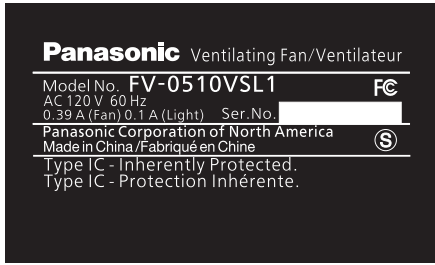 Panasonic Ventilating Fan/Ventilateur
Model No. FV-0510VSL1 FC
AC 120 V 60 Hz
0.39 A (Fan) 0.1 A (Light) Ser.No.
Panasonic Corporation of North America
Made in China /Fabriqué en Chine S
Type IC - Inherently Protected.
Type IC - Protection Inhérente.